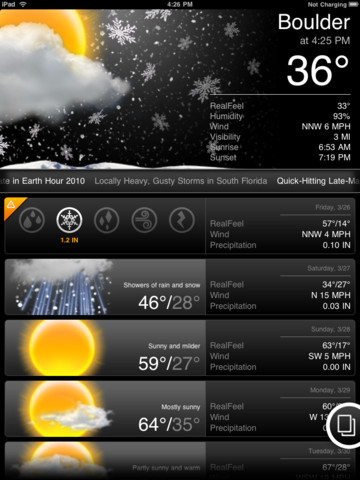 iPad 4:26 PM Not Charging
Boulder
at 4:25 PM
36°
RealFeel 33°
Humidity 93%
Wind NNW 6 MPH
Visibility 3 MI
Sunrise 6:53 AM
Sunset 7:19 PM
in Earth Hour 2010 Locally Heavy, Gusty Storms in South Florida Quick-Hitting
1.2 IN
Friday, 3/26
RealFeel 57°/14°
Wind NNW 4 MPH
Precipitation 0.10 IN
Saturday, 3/27
Showers of rain and snow
46°/28°
RealFeel 34°/27°
Wind N 15 MPH
Precipitation 0.03 IN
Sunday, 3/28
Sunny and milder
59°/27°
RealFeel 63°/17°
Wind SW 5 MPH
Precipitation 0.00 IN
Monday, 3/29
Mostly sunny
64°/35°
RealFeel
Wind W
Precipitation
Tuesday, 3/30
Partly sunny and warm
RealFeel 67°/28°